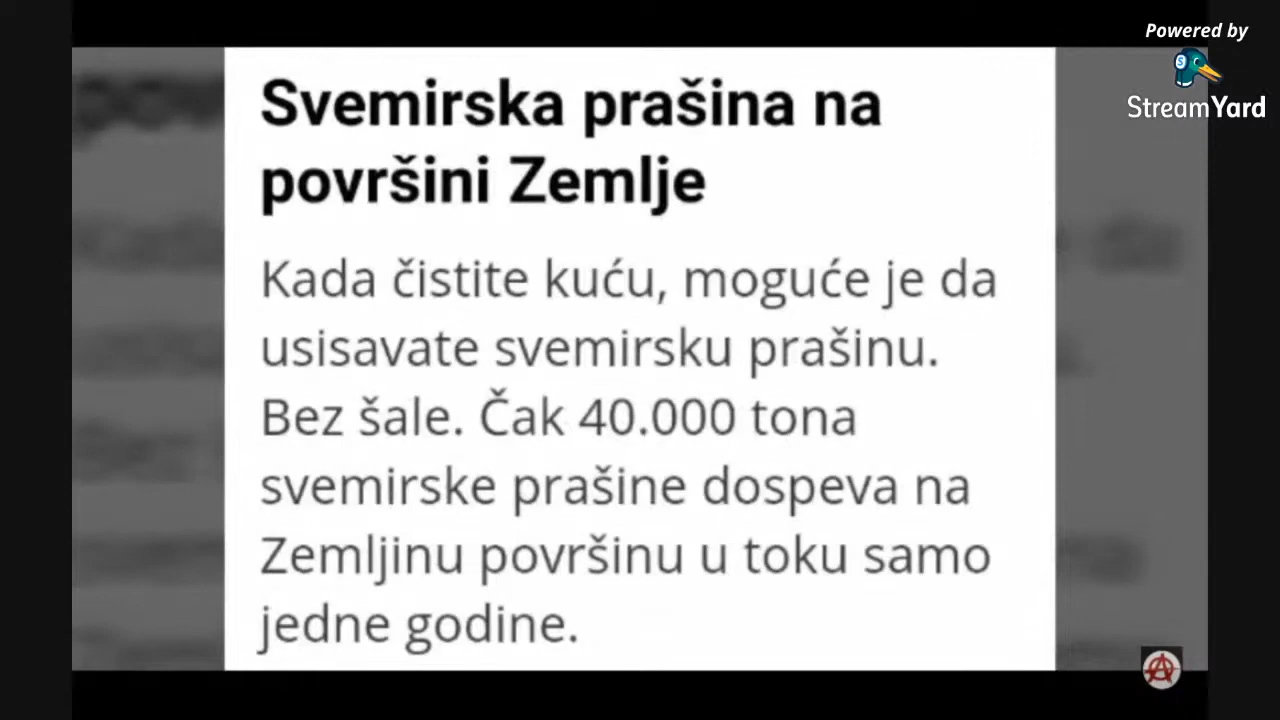 Powered by
StreamYard
Svemirska prašina na
površini Zemlje
Kada čistite kuću, moguće je da
usisavate svemirsku prašinu.
Bez šale. Čak 40.000 tona
svemirske prašine dospeva na
Zemljinu površinu u toku samo
jedne godine.